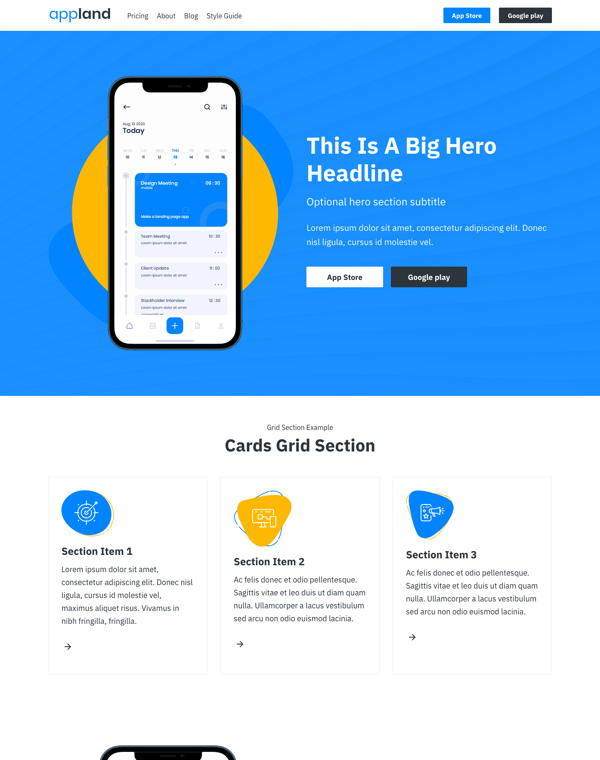 appland
Pricing About Blog Style Guide
App Store Google play
Aug, 13 2020
Today
MON TUE WED THU FRI SAT SUN
10 11 12 13 14 15 16
Design Meeting 09 : 30
Make a landing page app
Team Meeting 10 : 30
Lorem ipsum dolor sit amet
Client Update 11 : 00
Lorem ipsum dolor sit amet
Stackholder Interview 12 : 30
Lorem ipsum dolor sit amet
This Is A Big Hero
Headline
Optional hero section subtitle
Lorem ipsum dolor sit amet, consectetur adipiscing elit. Donec
nisl ligula, cursus id molestie vel.
App Store Google play
Grid Section Example
Cards Grid Section
Section Item 1
Lorem ipsum dolor sit amet,
consectetur adipiscing elit. Donec nisl
ligula, cursus id molestie vel,
maximus aliquet risus. Vivamus in
nibh fringilla, fringilla.
Section Item 2
Ac felis donec et odio pellentesque.
Sagittis vitae et leo duis ut diam quam
nulla. Ullamcorper a lacus vestibulum
sed arcu non odio euismod lacinia.
Section Item 3
Ac felis donec et odio pellentesque.
Sagittis vitae et leo duis ut diam quam
nulla. Ullamcorper a lacus vestibulum
sed arcu non odio euismod lacinia.